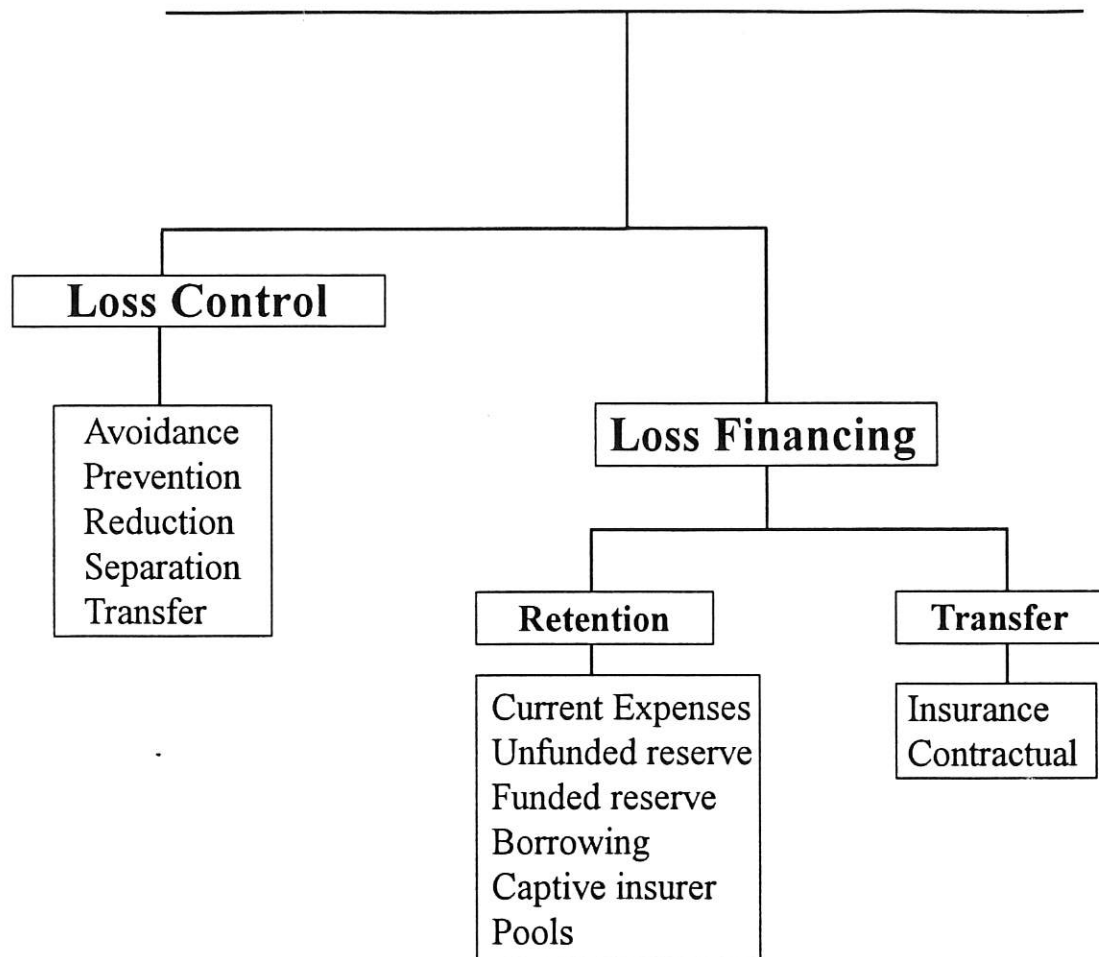 Loss Control
Avoidance
Prevention
Reduction
Separation
Transfer
Loss Financing
Retention
Current Expenses
Unfunded reserve
Funded reserve
Borrowing
Captive insurer
Pools
Transfer
Insurance
Contractual